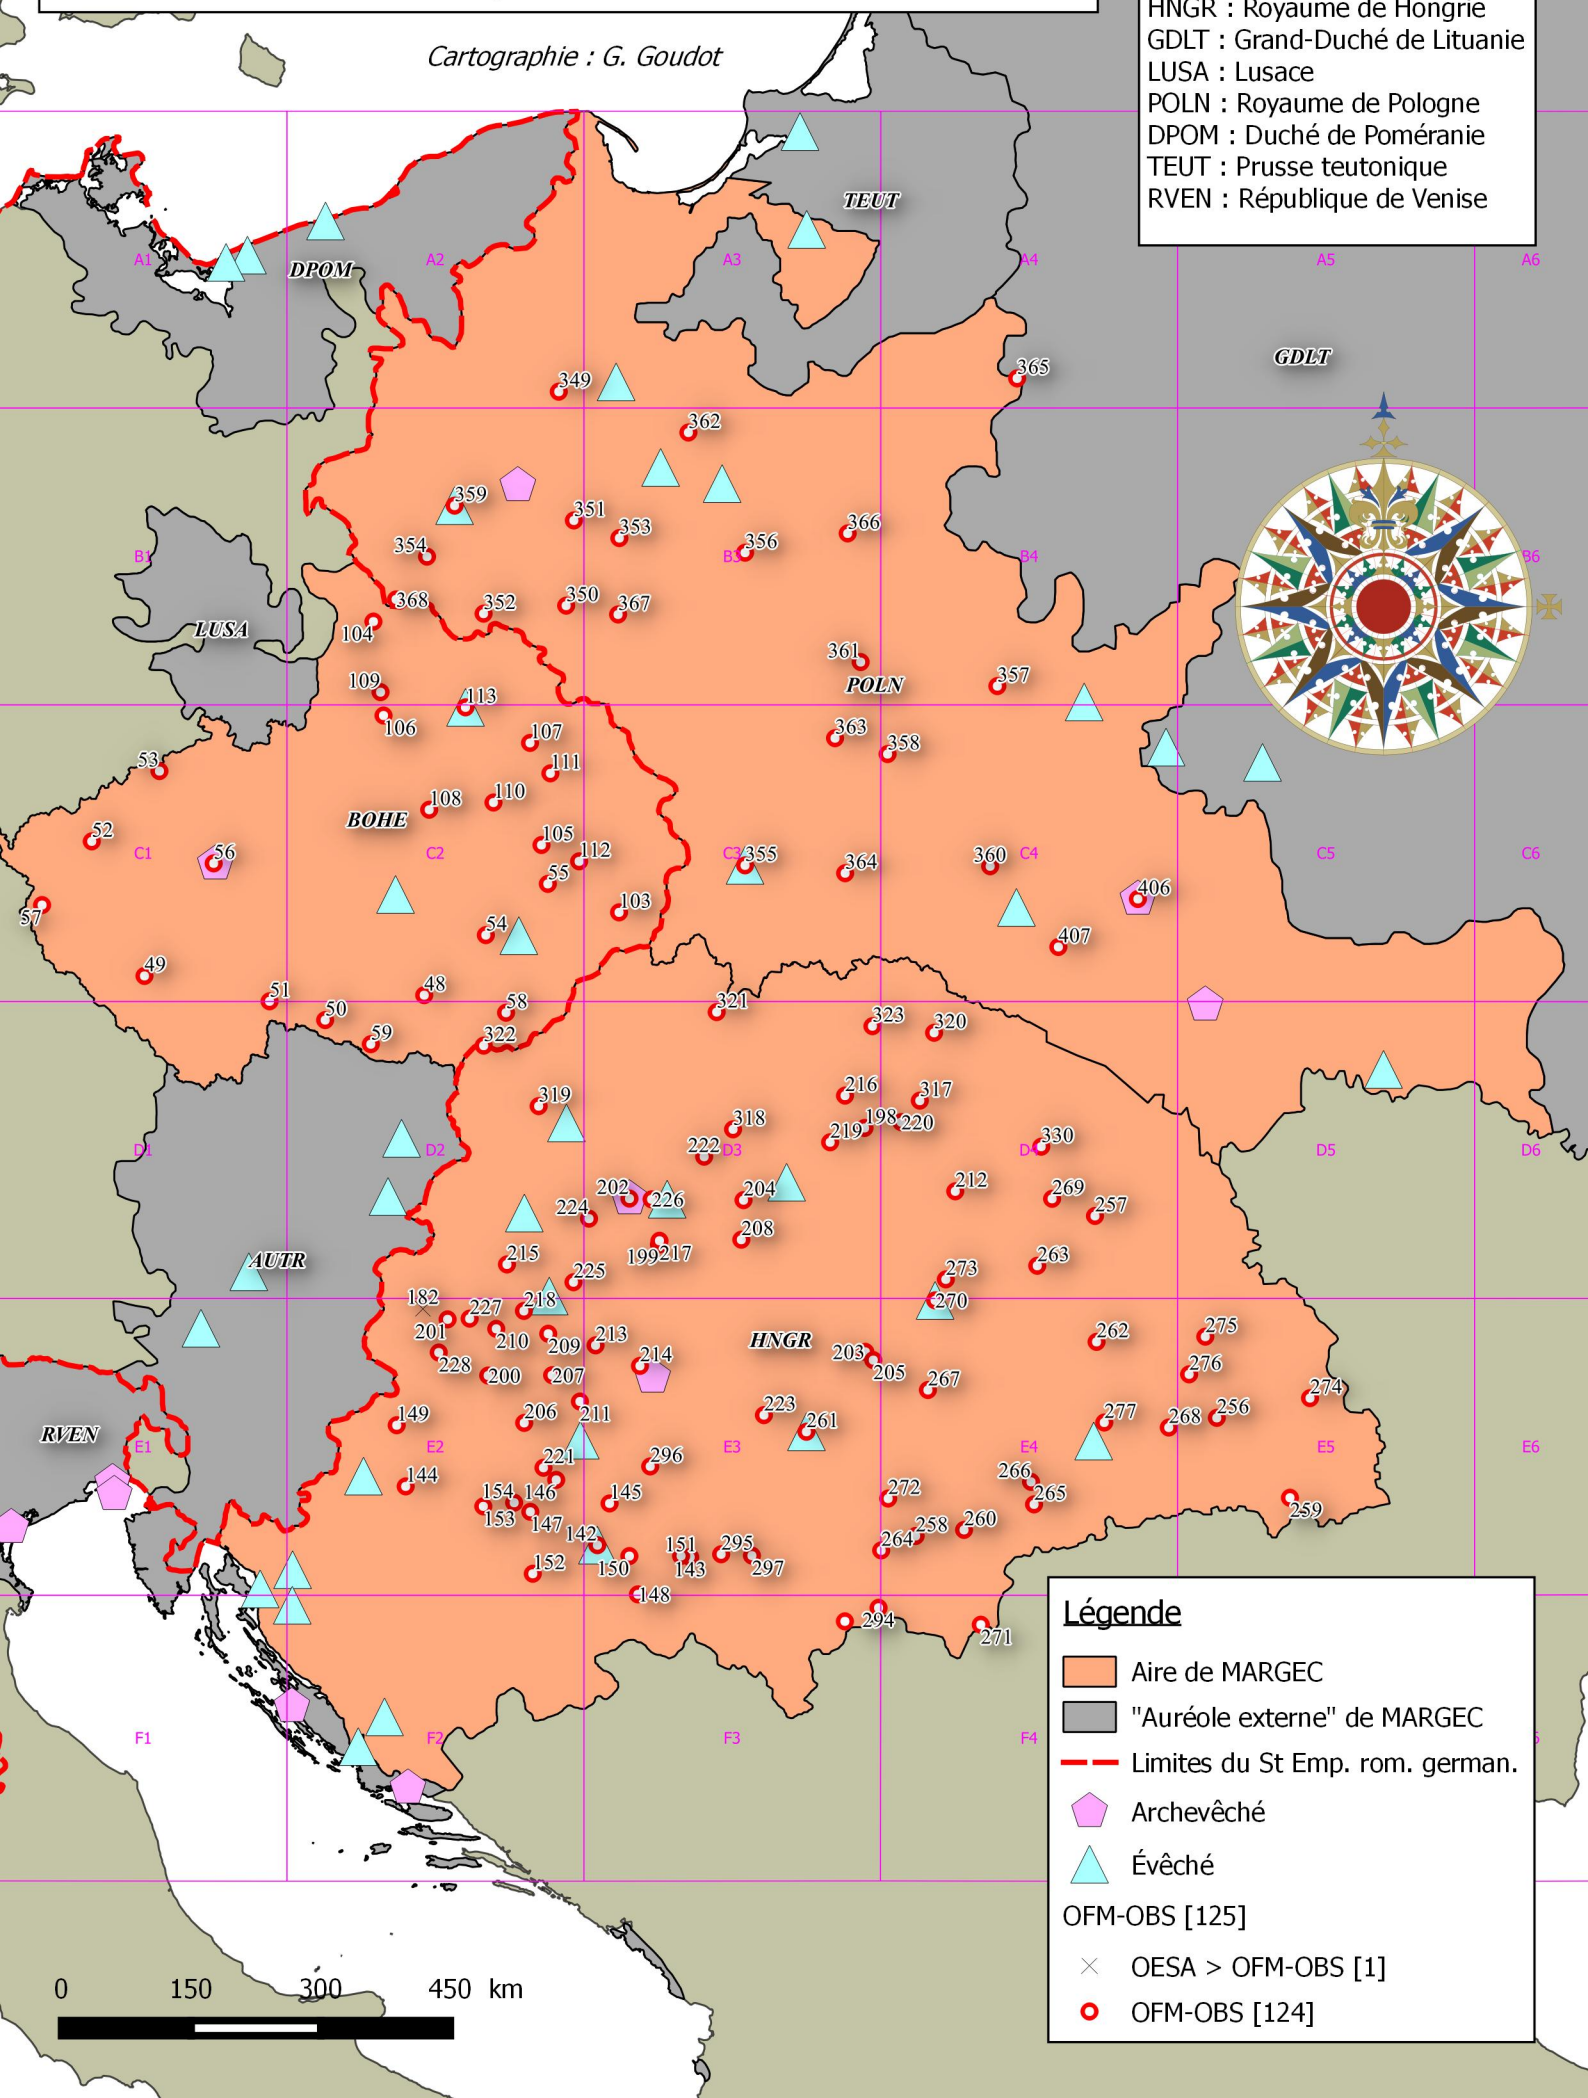 HNGR : Royaume de Hongrie
GDLT : Grand-Duché de Lituanie
LUSA : Lusace
POLN : Royaume de Pologne
DPOM : Duché de Poméranie
TEUT : Prusse teutonique
RVEN : République de Venise
Cartographie : G. Goudot
TEUT
A1
DPOM
A2
A3
A4
A5
A6
GDLT
365
349
362
359
351
353
366
354
356
B1
B3
B4
B6
368
352
350
367
104
LUSA
361
POLN
357
109
113
106
107
363
358
53
111
110
108
BOHE
52
105
112
C1
56
C2
55
C3
355
364
360
C4
C5
C6
406
57
103
54
407
49
51
48
50
58
321
323
320
59
322
319
216
317
318
198
220
219
330
D1
D2
222
D3
D4
D5
D6
202
226
204
212
269
257
224
208
199
217
AUTR
215
263
225
273
182
227
218
270
201
210
209
213
HNGR
262
275
228
214
203
205
276
200
207
267
274
149
206
211
223
261
277
268
256
RVEN
E1
E2
E3
E4
E5
E6
221
296
144
266
154
146
145
272
265
153
147
259
142
258
260
264
152
150
151
143
295
297
148
294
271
F1
F2
F3
F4
Légende
Aire de MARGEC
"Auréole externe" de MARGEC
Limites du St Emp. rom. german.
Archevêché
Évêché
OFM-OBS [125]
OESA > OFM-OBS [1]
OFM-OBS [124]
0 150 300 450 km